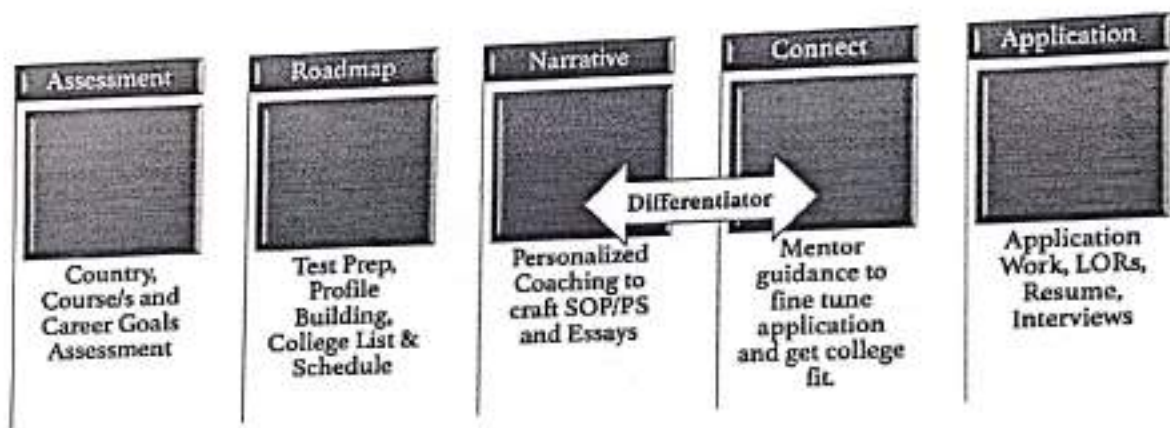 Assessment
Country,
Course/s and
Career Goals
Assessment
Roadmap
Test Prep,
Profile
Building,
College List &
Schedule
Narrative
Personalized
Coaching to
craft SOP/PS
and Essays
Differentiator
Connect
Mentor
guidance to
fine tune
application
and get college
fit.
Application
Application
Work, LORs,
Resume,
Interviews